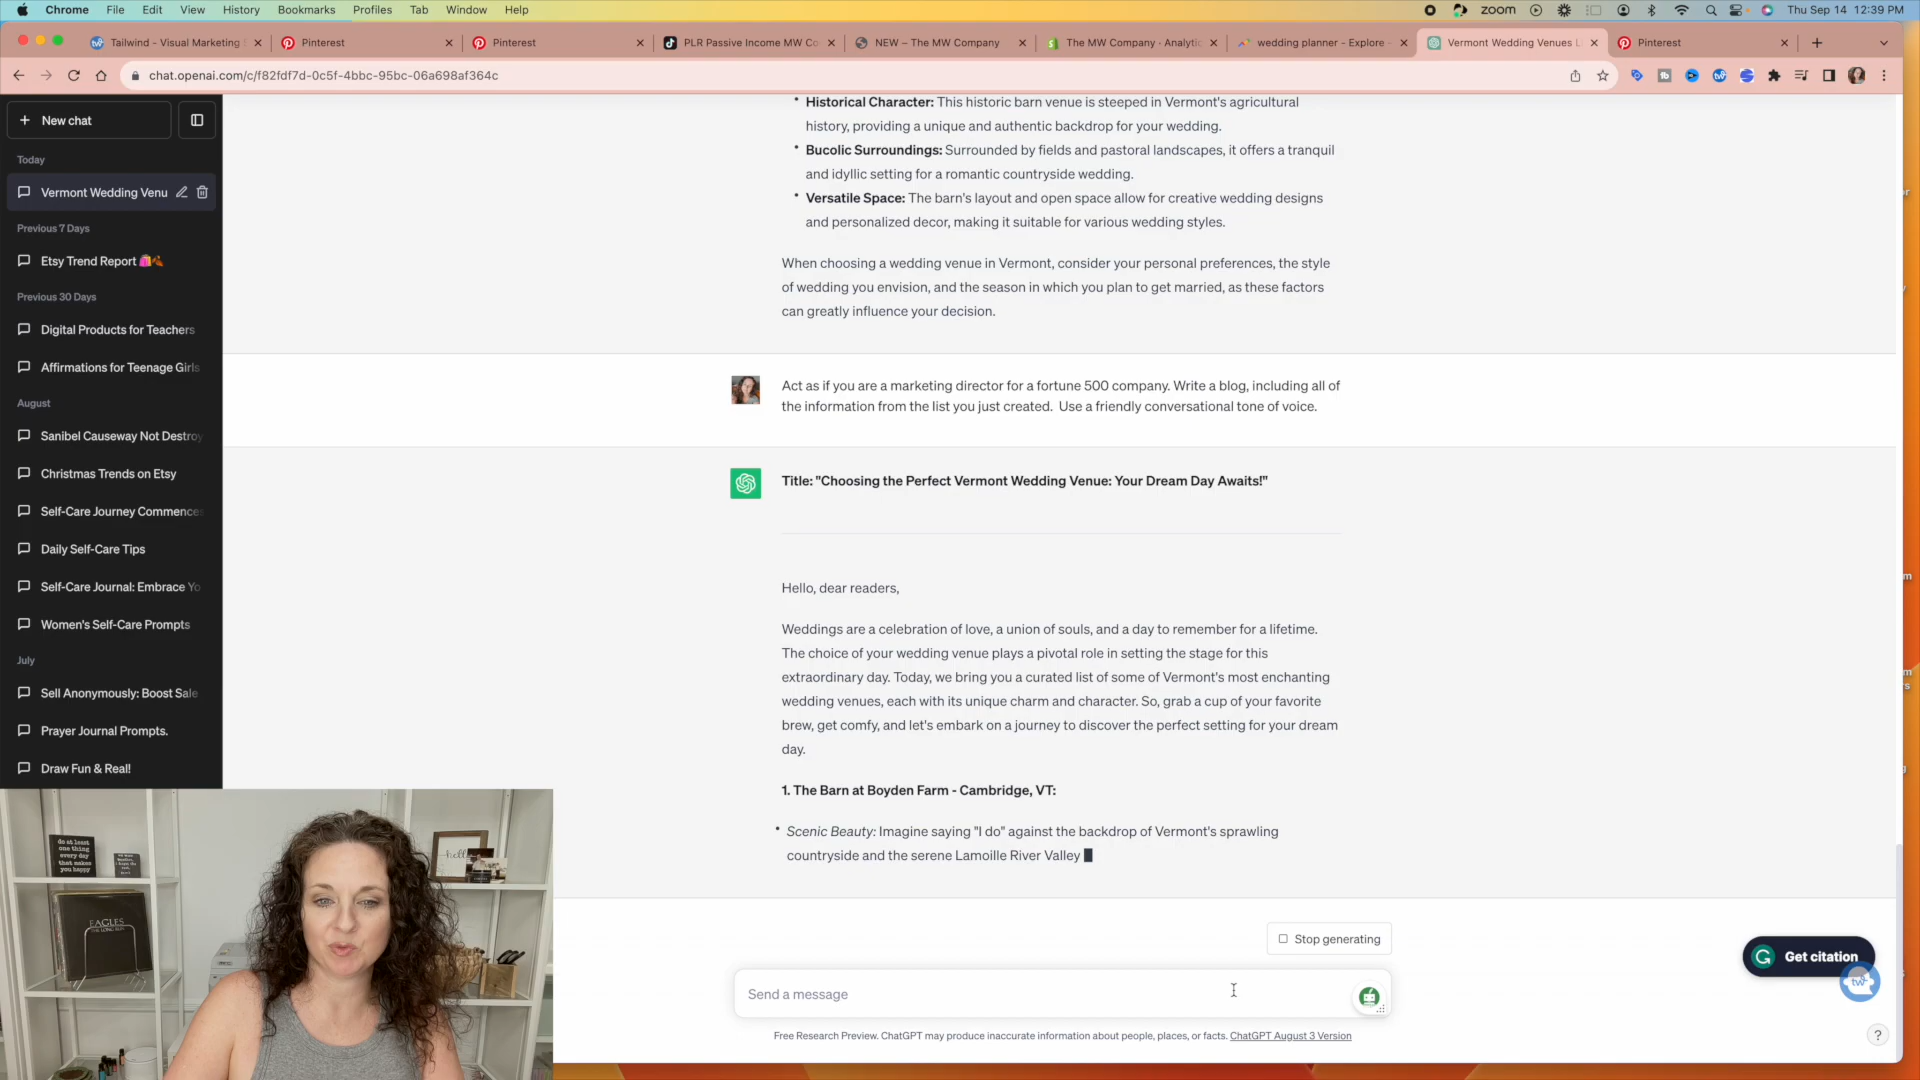 Chrome File Edit View History Bookmarks Profiles Tab Window Help
zoom Thu Sep 14 12:39 PM
Tailwind - Visual Marketing
Pinterest
Pinterest
PLR Passive Income MW Co
NEW – The MW Company
The MW Company · Analytic
wedding planner - Explore -
Vermont Wedding Venues L
Pinterest
chat.openai.com/c/f82fdf7d-0c5f-4bbc-95bc-06a698af364c
New chat
Today
Vermont Wedding Venu
Previous 7 Days
Etsy Trend Report
Previous 30 Days
Digital Products for Teachers
Affirmations for Teenage Girls
August
Sanibel Causeway Not Destroy
Christmas Trends on Etsy
Self-Care Journey Commence
Daily Self-Care Tips
Self-Care Journal: Embrace Yo
Women's Self-Care Prompts
July
Sell Anonymously: Boost Sale
Prayer Journal Prompts.
Draw Fun & Real!
• Historical Character: This historic barn venue is steeped in Vermont's agricultural
history, providing a unique and authentic backdrop for your wedding.
• Bucolic Surroundings: Surrounded by fields and pastoral landscapes, it offers a tranquil
and idyllic setting for a romantic countryside wedding.
• Versatile Space: The barn's layout and open space allow for creative wedding designs
and personalized decor, making it suitable for various wedding styles.
When choosing a wedding venue in Vermont, consider your personal preferences, the style
of wedding you envision, and the season in which you plan to get married, as these factors
can greatly influence your decision.
Act as if you are a marketing director for a fortune 500 company. Write a blog, including all of
the information from the list you just created. Use a friendly conversational tone of voice.
Title: "Choosing the Perfect Vermont Wedding Venue: Your Dream Day Awaits!"
Hello, dear readers,
Weddings are a celebration of love, a union of souls, and a day to remember for a lifetime.
The choice of your wedding venue plays a pivotal role in setting the stage for this
extraordinary day. Today, we bring you a curated list of some of Vermont's most enchanting
wedding venues, each with its unique charm and character. So, grab a cup of your favorite
brew, get comfy, and let's embark on a journey to discover the perfect setting for your dream
day.
1. The Barn at Boyden Farm - Cambridge, VT:
• Scenic Beauty: Imagine saying "I do" against the backdrop of Vermont's sprawling
countryside and the serene Lamoille River Valley
Stop generating
Send a message
Free Research Preview. ChatGPT may produce inaccurate information about people, places, or facts. ChatGPT August 3 Version
Get citation
tw
?
do at least
one thing
every day
that makes
you happy
EAGLES
hello